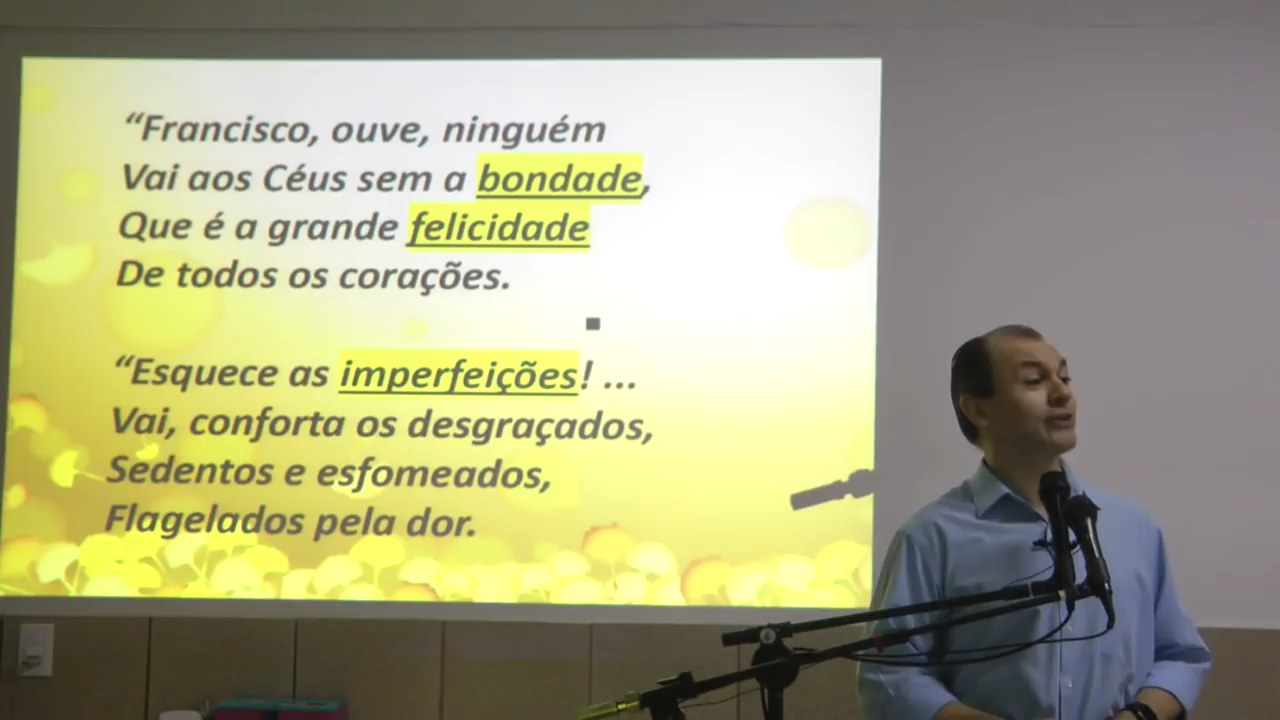 “Francisco, ouve, ninguém
Vai aos Céus sem a bondade,
Que é a grande felicidade
De todos os corações.
“Esquece as imperfeições! ...
Vai, conforta os desgraçados,
Sedentos e esfomeados,
Flagelados pela dor.